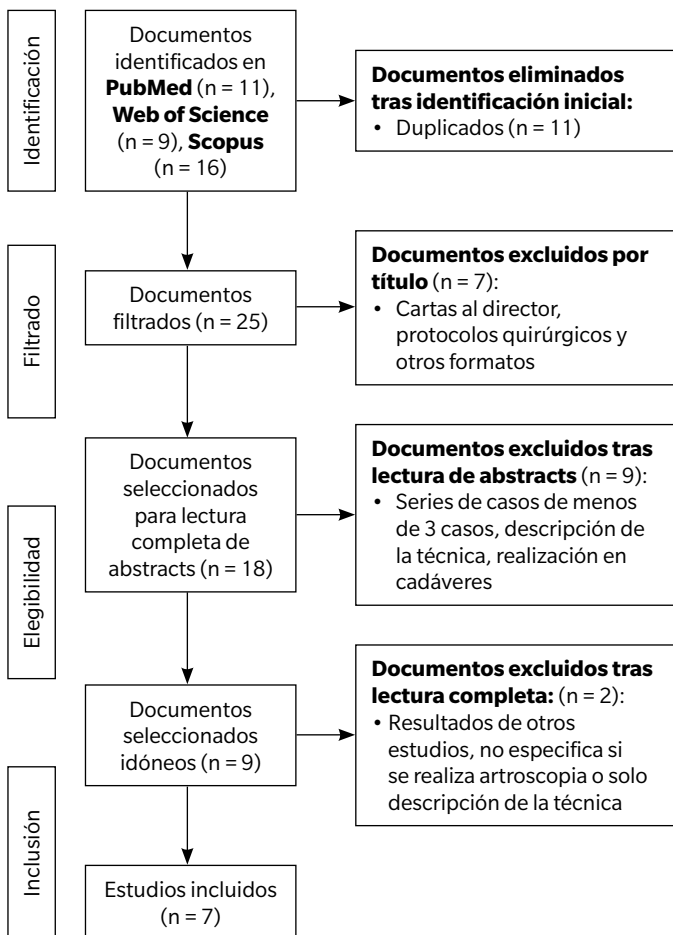 Identificación
Documentos
identificados en
PubMed (n = 11),
Web of Science
(n = 9), Scopus
(n = 16)
Documentos eliminados
tras identificación inicial:
• Duplicados (n = 11)
Filtrado
Documentos
filtrados (n = 25)
Documentos excluidos por
título (n = 7):
• Cartas al director,
protocolos quirúrgicos y
otros formatos
Elegibilidad
Documentos
seleccionados
para lectura
completa de
abstracts (n = 18)
Documentos excluidos tras
lectura de abstracts (n = 9):
• Series de casos de menos
de 3 casos, descripción de
la técnica, realización en
cadáveres
Documentos
seleccionados
idóneos (n = 9)
Documentos excluidos tras
lectura completa: (n = 2):
• Resultados de otros
estudios, no especifica si
se realiza artroscopia o solo
descripción de la técnica
Inclusión
Estudios incluidos
(n = 7)